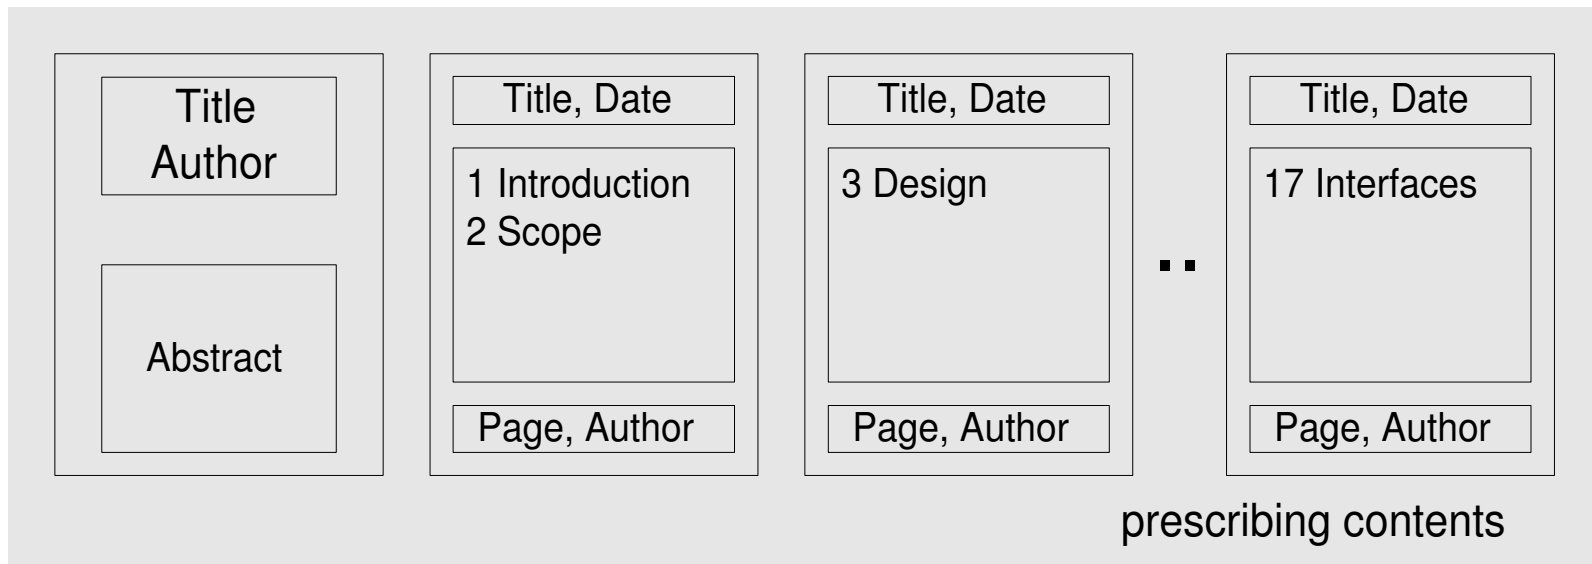 Title
Author
Abstract
Title, Date
1 Introduction
2 Scope
Page, Author
Title, Date
3 Design
Page, Author
..
Title, Date
17 Interfaces
Page, Author
prescribing contents